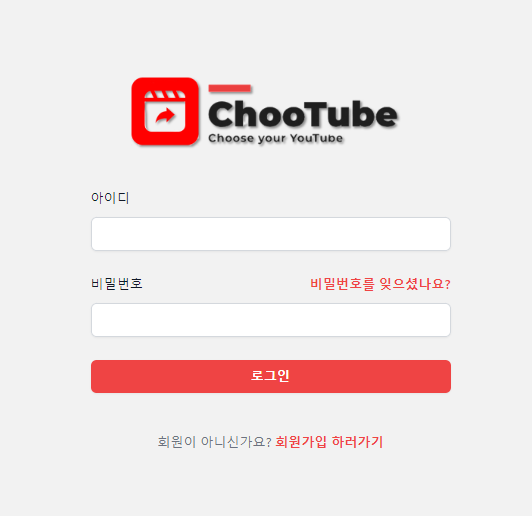 ChooTube
Choose your YouTube
아이디
비밀번호 비밀번호를 잊으셨나요?
로그인
회원이 아니신가요? 회원가입 하러가기